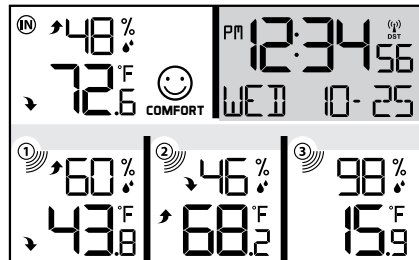 IN 48 %
72.6 °F
COMFORT
PM 12:34 56
DST
WED 10-25
1 60 %
43.8 °F
2 46 %
68.2 °F
3 98 %
15.9 °F